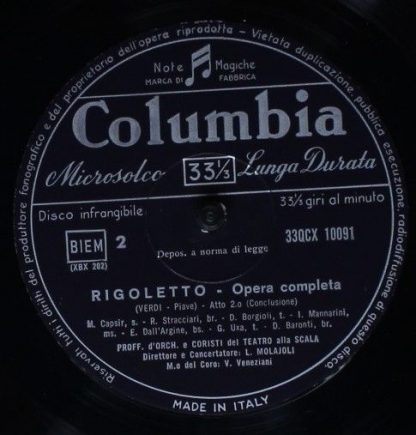 Riservati tutti i diritti del produttore fonografico e del proprietario dell'opera riprodotta - Vietata duplicazione, pubblica esecuzione, radiodiffusione di questo disco.
Note Magiche
MARCA DI FABBRICA
Columbia
Microsolco 33⅓ Lunga Durata
Disco infrangibile 33⅓ giri al minuto
BIEM 2 33QCX 10091
(XBX 202) Depos. a norma di legge
RIGOLETTO - Opera completa
(VERDI - Piave) - Atto 2.o (Conclusione)
M. Capsir, s. - R. Stracciari, br. - D. Borgioli, t. - I. Mannarini,
ms. - E. Dall'Argine, bs. - G. Uxa, t. - D. Baronti, br.
PROFF. d'ORCH. e CORISTI del TEATRO alla SCALA
Direttore e Concertatore: L. MOLAJOLI
M.o del Coro: V. Veneziani
MADE IN ITALY